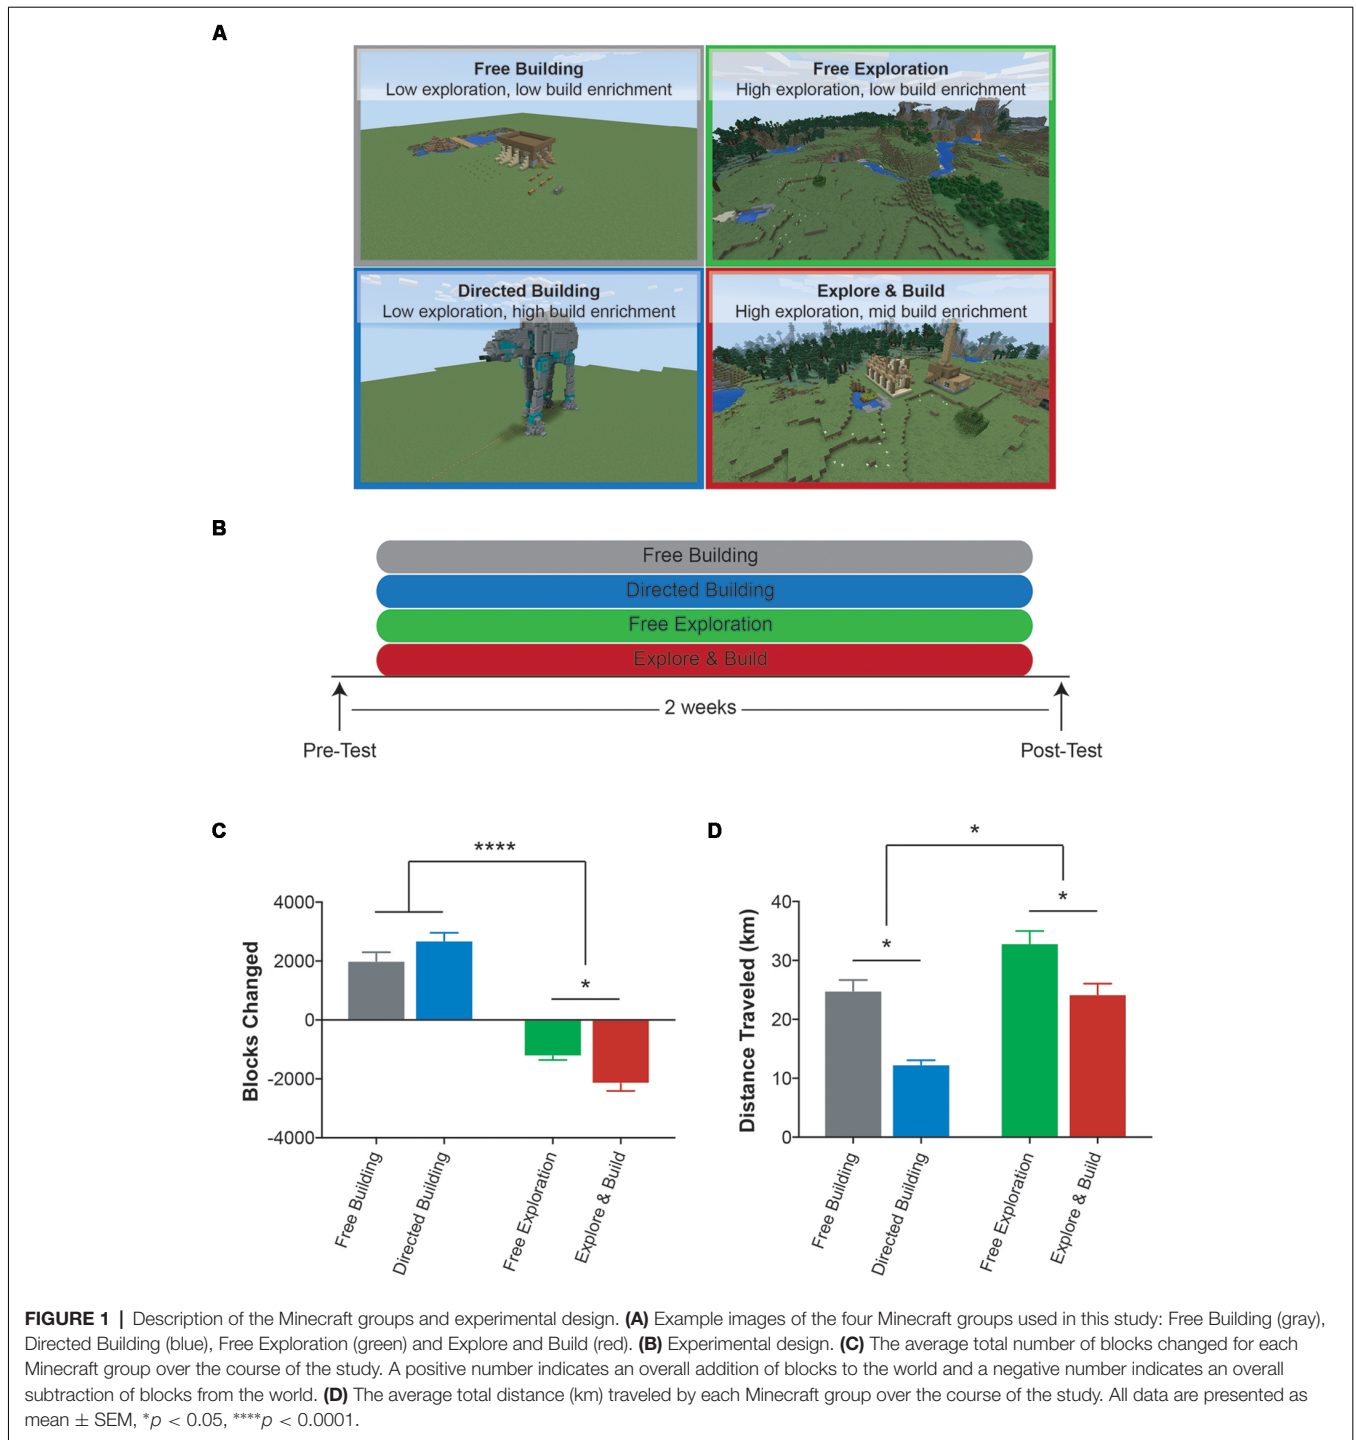 A
Free Building
Low exploration, low build enrichment
Free Exploration
High exploration, low build enrichment
Directed Building
Low exploration, high build enrichment
Explore & Build
High exploration, mid build enrichment
B
Free Building
Directed Building
Free Exploration
Explore & Build
2 weeks
Pre-Test
Post-Test
C
****
*
Blocks Changed
4000
2000
0
-2000
-4000
Free Building
Directed Building
Free Exploration
Explore & Build
D
*
*
*
Distance Traveled (km)
40
30
20
10
0
Free Building
Directed Building
Free Exploration
Explore & Build
FIGURE 1 | Description of the Minecraft groups and experimental design. (A) Example images of the four Minecraft groups used in this study: Free Building (gray),
Directed Building (blue), Free Exploration (green) and Explore and Build (red). (B) Experimental design. (C) The average total number of blocks changed for each
Minecraft group over the course of the study. A positive number indicates an overall addition of blocks to the world and a negative number indicates an overall
subtraction of blocks from the world. (D) The average total distance (km) traveled by each Minecraft group over the course of the study. All data are presented as
mean ± SEM, *p < 0.05, ****p < 0.0001.